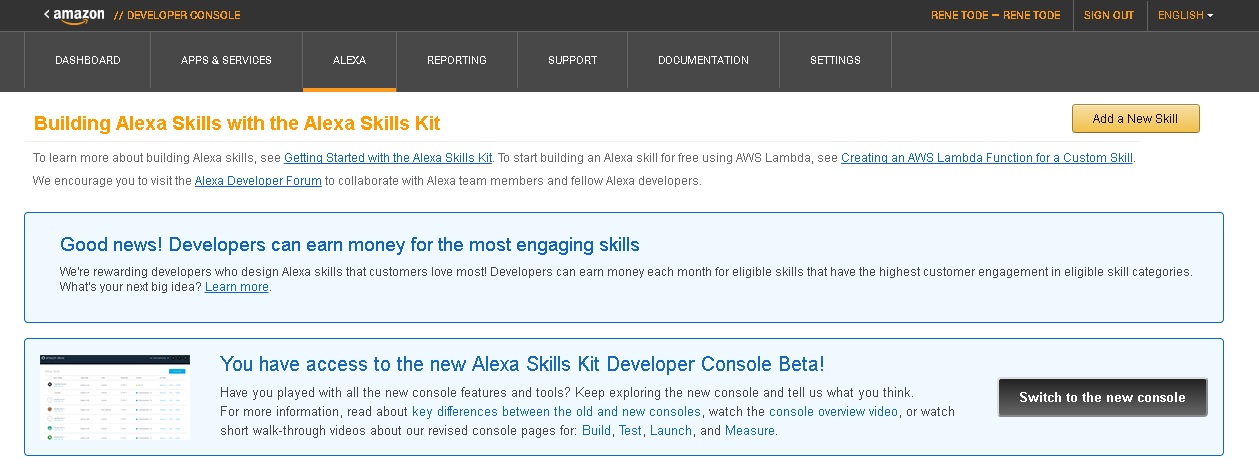 amazon // DEVELOPER CONSOLE RENE TODE – RENE TODE SIGN OUT ENGLISH
DASHBOARD APPS & SERVICES ALEXA REPORTING SUPPORT DOCUMENTATION SETTINGS
Building Alexa Skills with the Alexa Skills Kit
Add a New Skill
To learn more about building Alexa skills, see Getting Started with the Alexa Skills Kit. To start building an Alexa skill for free using AWS Lambda, see Creating an AWS Lambda Function for a Custom Skill.
We encourage you to visit the Alexa Developer Forum to collaborate with Alexa team members and fellow Alexa developers.
Good news! Developers can earn money for the most engaging skills
We're rewarding developers who design Alexa skills that customers love most! Developers can earn money each month for eligible skills that have the highest customer engagement in eligible skill categories.
What's your next big idea? Learn more.
You have access to the new Alexa Skills Kit Developer Console Beta!
Have you played with all the new console features and tools? Keep exploring the new console and tell us what you think.
For more information, read about key differences between the old and new consoles, watch the console overview video, or watch
short walk-through videos about our revised console pages for: Build, Test, Launch, and Measure.
Switch to the new console